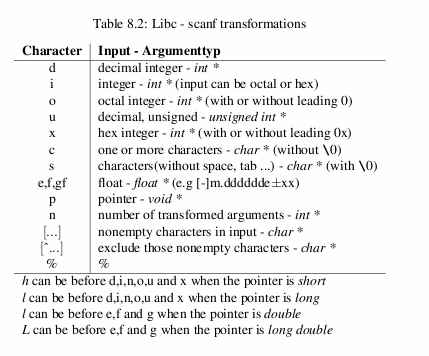 Table 8.2: Libc - scanf transformations
Character Input - Argumenttyp
d decimal integer - int *
i integer - int * (input can be octal or hex)
o octal integer - int * (with or without leading 0)
u decimal, unsigned - unsigned int *
x hex integer - int * (with or without leading 0x)
c one or more characters - char * (without \0)
s characters(without space, tab ...) - char * (with \0)
e,f,gf float - float * (e.g [-]m.dddddde±xx)
p pointer - void *
n number of transformed arguments - int *
[...] nonempty characters in input - char *
[ˆ...] exclude those nonempty characters - char *
% %
h can be before d,i,n,o,u and x when the pointer is short
l can be before d,i,n,o,u and x when the pointer is long
l can be before e,f and g when the pointer is double
L can be before e,f and g when the pointer is long double